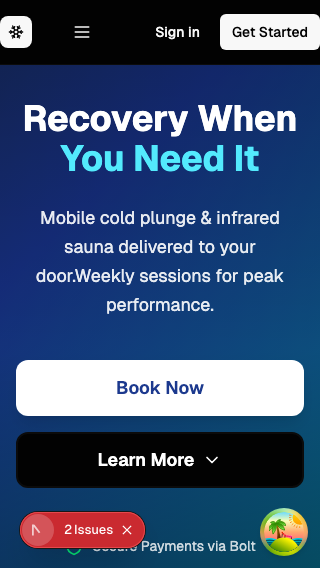 Sign in
Get Started
Recovery When
You Need It
Mobile cold plunge & infrared
sauna delivered to your
door.Weekly sessions for peak
performance.
Book Now
Learn More
N 2 Issues
Secure Payments via Bolt